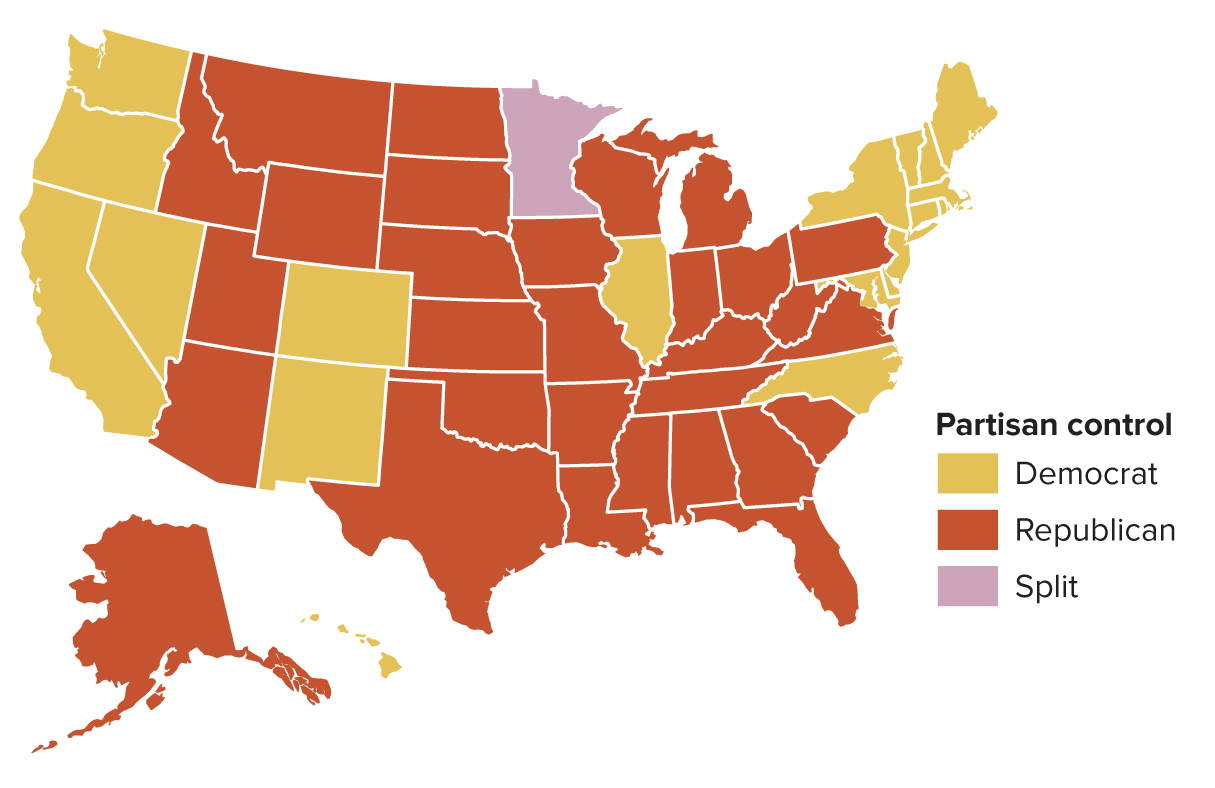 Partisan control
Democrat
Republican
Split